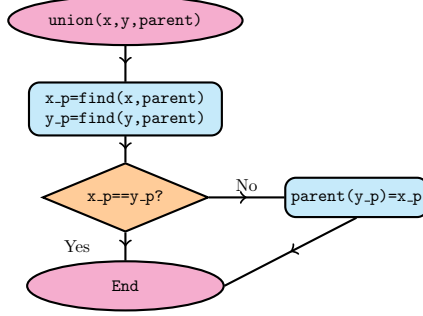 union(x,y,parent)
x_p=find(x,parent)
y_p=find(y,parent)
x_p==y_p?
No
parent(y_p)=x_p
Yes
End